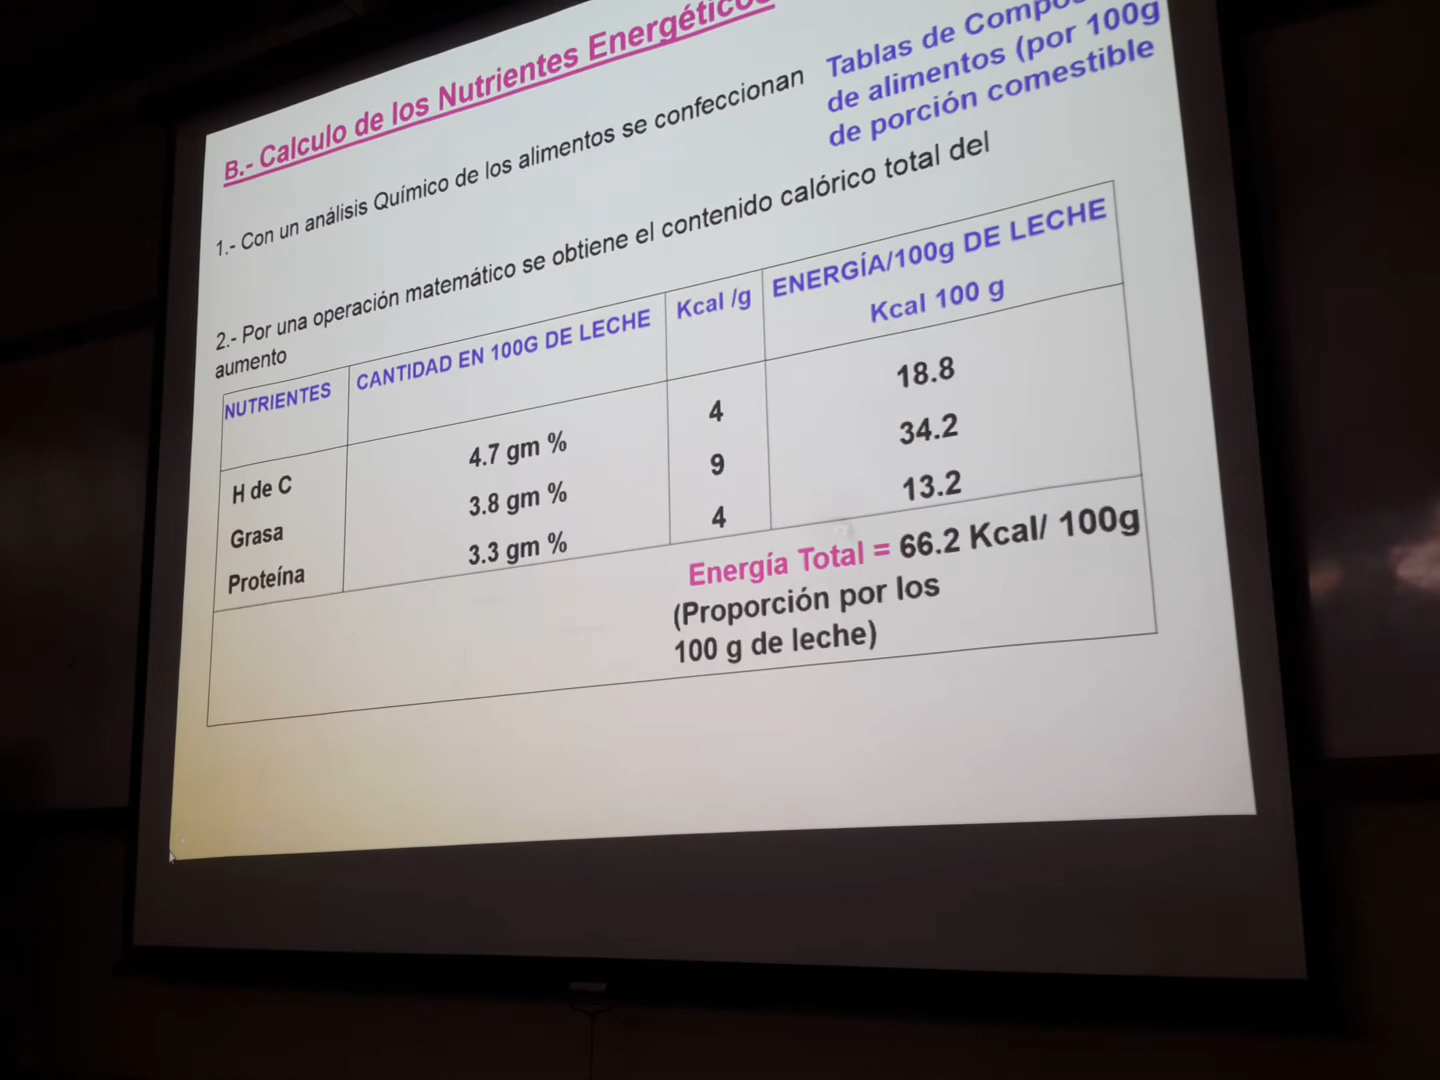 B.- Calculo de los Nutrientes Energéticos
1.- Con un análisis Químico de los alimentos se confeccionan
Tablas de
de alimentos (por 100g
de porción comestible
2.- Por una operación matemático se obtiene el contenido calórico total del
aumento
NUTRIENTES CANTIDAD EN 100G DE LECHE Kcal /g ENERGÍA/100g DE LECHE
Kcal 100 g
H de C 4.7 gm % 4 18.8
Grasa 3.8 gm % 9 34.2
Proteína 3.3 gm % 4 13.2
Energía Total = 66.2 Kcal/ 100g
(Proporción por los
100 g de leche)